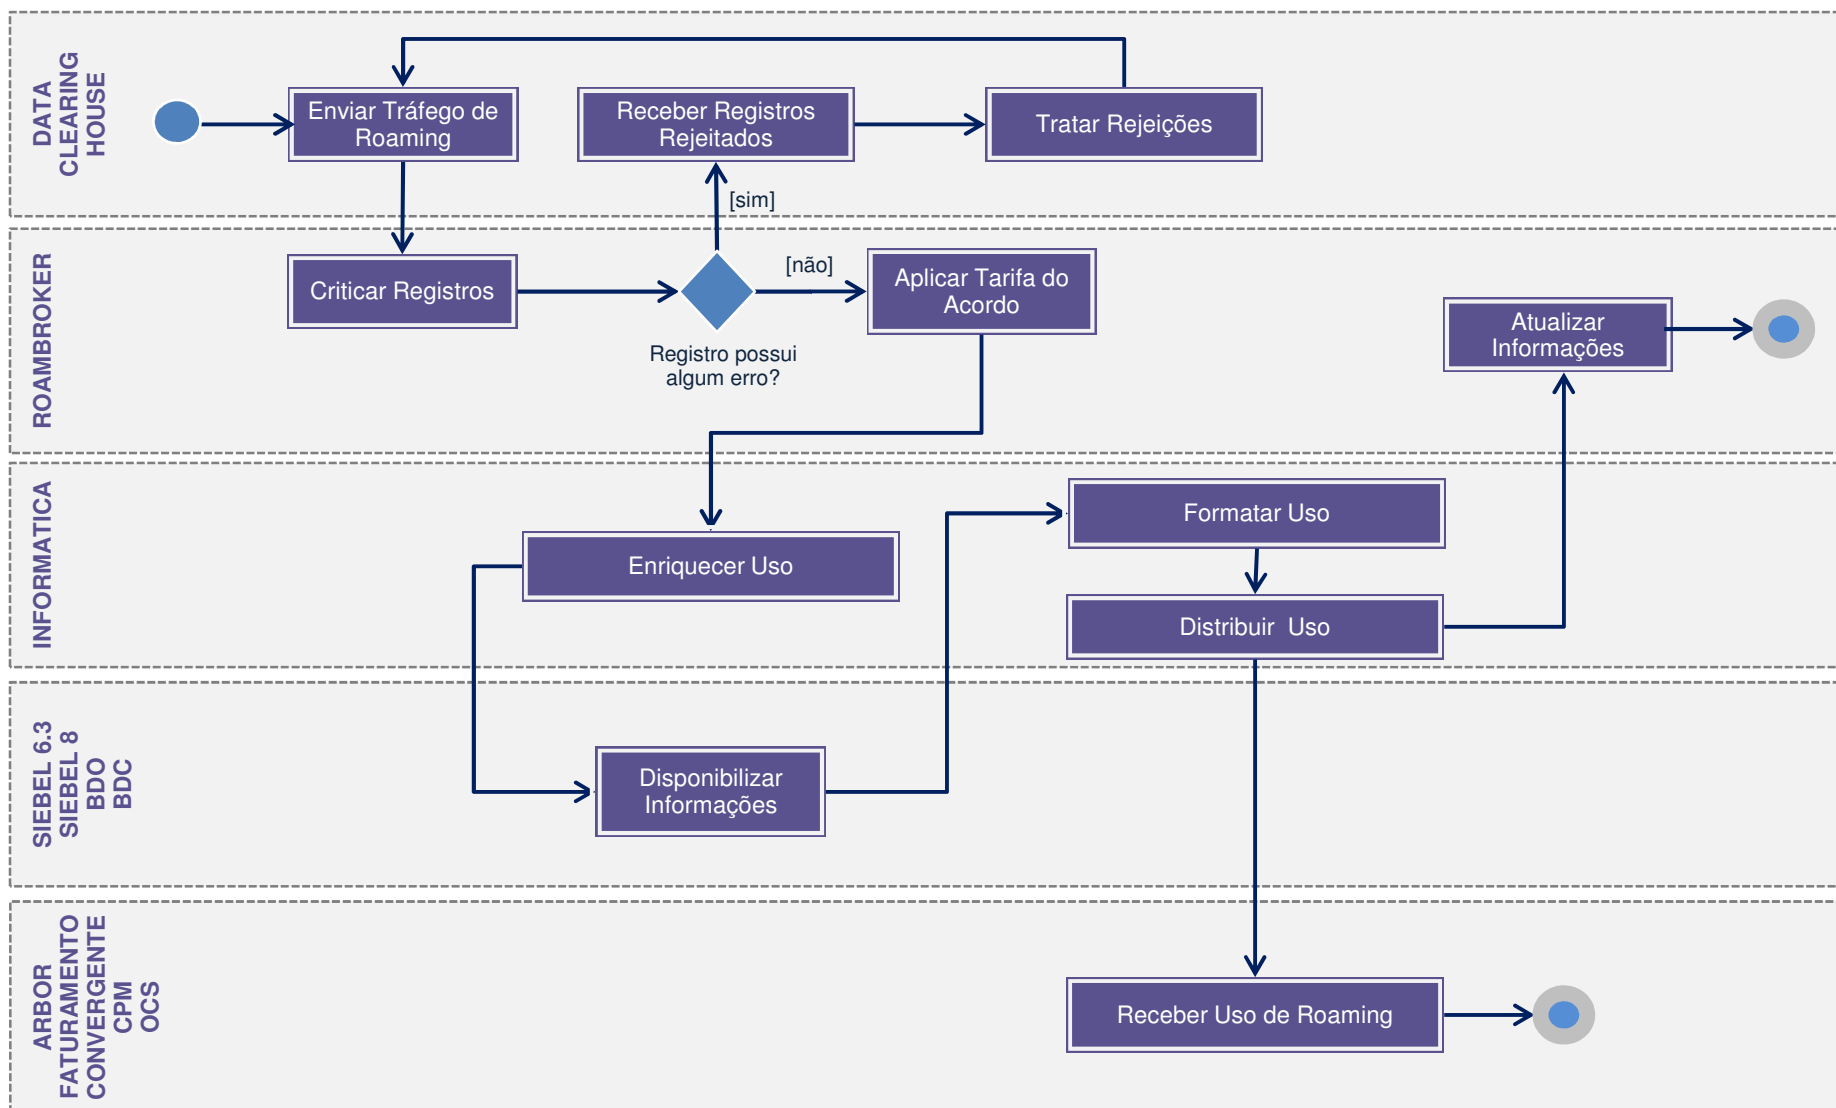 DATA
CLEARING
HOUSE
Enviar Tráfego de
Roaming
Receber Registros
Rejeitados
Tratar Rejeições
[sim]
ROAMBROKER
Criticar Registros
[não]
Registro possui
algum erro?
Aplicar Tarifa do
Acordo
Atualizar
Informações
INFORMATICA
Enriquecer Uso
Formatar Uso
Distribuir  Uso
SIEBEL 6.3
SIEBEL 8
BDO
BDC
Disponibilizar
Informações
ARBOR
FATURAMENTO
CONVERGENTE
CPM
OCS
Receber Uso de Roaming